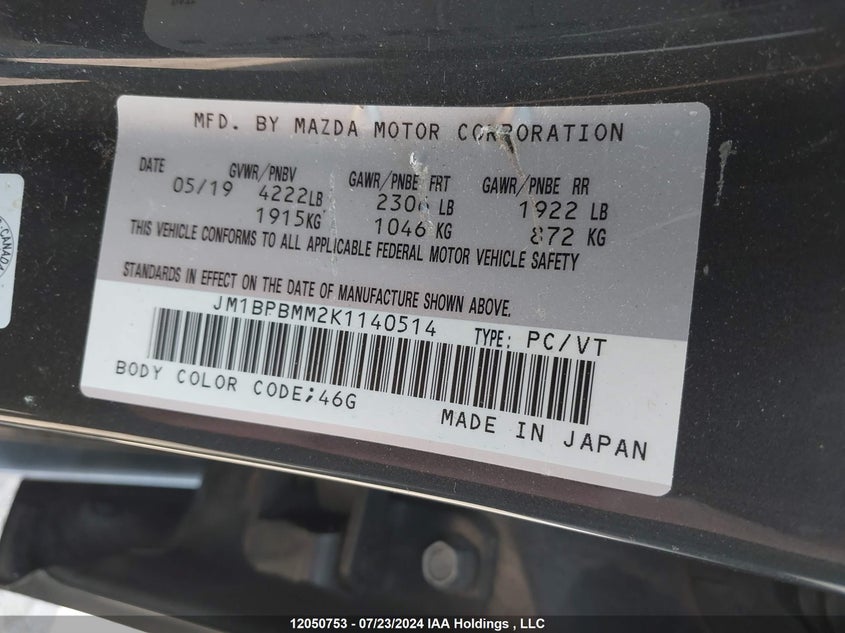 MFD. BY MAZDA MOTOR CORPORATION
DATE GVWR/PNBV GAWR/PNBE FRT GAWR/PNBE RR
05/19 4222LB 2306 LB 1922 LB
1915KG 1046 KG 872 KG
THIS VEHICLE CONFORMS TO ALL APPLICABLE FEDERAL MOTOR VEHICLE SAFETY
STANDARDS IN EFFECT ON THE DATE OF MANUFACTURE SHOWN ABOVE.
JM1BPBMM2K1140514 TYPE: PC/VT
BODY COLOR CODE;46G
MADE IN JAPAN
CANADA
12050753 - 07/23/2024 IAA Holdings , LLC